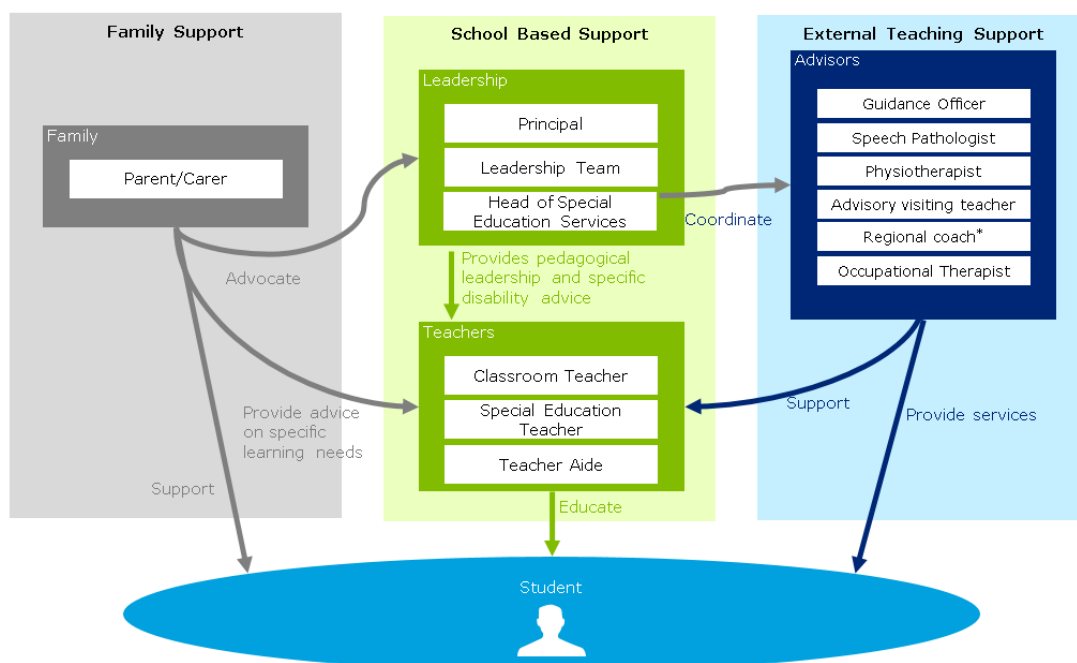 Family Support
Family
Parent/Carer
Advocate
Provide advice
on specific
learning needs
Support
School Based Support
Leadership
Principal
Leadership Team
Head of Special
Education Services
Coordinate
Provides pedagogical
leadership and specific
disability advice
Teachers
Classroom Teacher
Special Education
Teacher
Teacher Aide
Educate
External Teaching Support
Advisors
Guidance Officer
Speech Pathologist
Physiotherapist
Advisory visiting teacher
Regional coach*
Occupational Therapist
Support
Provide services
Student